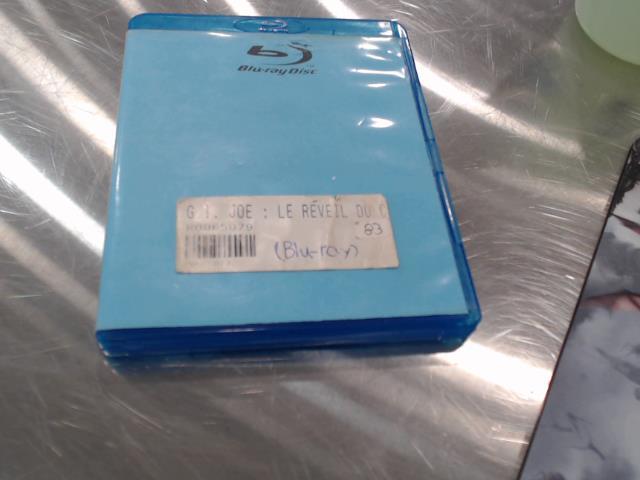 Blu-ray Disc
G I. JOE : LE RÉVEIL DU C
83
(Blu-ray)